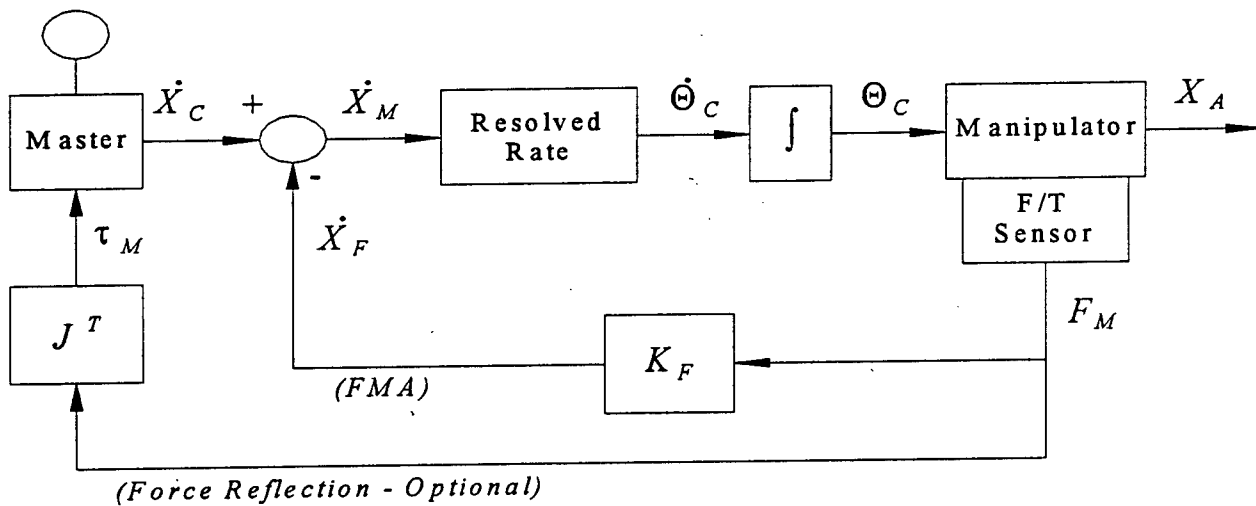 Ẋ_C +
Ẋ_M
Θ̇_C
Θ_C
X_A
Master
Resolved
Rate
∫
Manipulator
-
F/T
Sensor
τ_M
Ẋ_F
F_M
J^T
K_F
(FMA)
(Force Reflection - Optional)